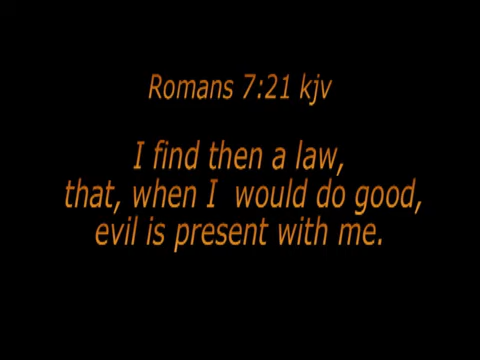 Romans 7:21 kjv
I find then a law,
that, when I would do good,
evil is present with me.